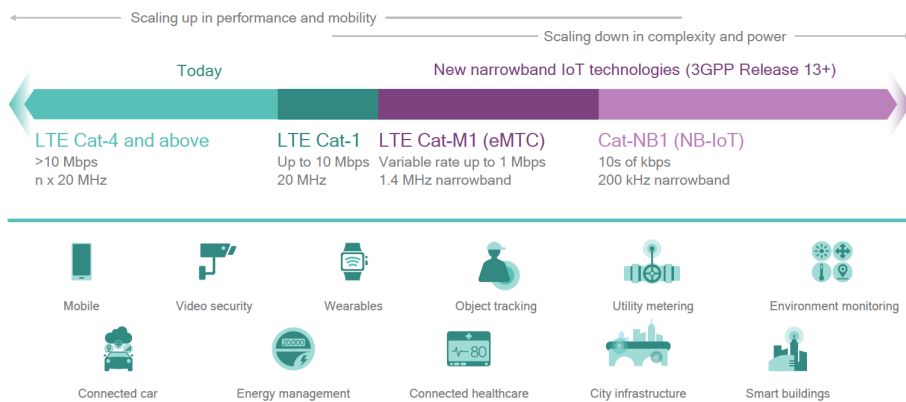 Scaling up in performance and mobility
Scaling down in complexity and power
Today
New narrowband IoT technologies (3GPP Release 13+)
LTE Cat-4 and above
>10 Mbps
n x 20 MHz
LTE Cat-1
Up to 10 Mbps
20 MHz
LTE Cat-M1 (eMTC)
Variable rate up to 1 Mbps
1.4 MHz narrowband
Cat-NB1 (NB-IoT)
10s of kbps
200 kHz narrowband
Mobile
Video security
Wearables
Object tracking
Utility metering
Environment monitoring
80
Connected car
Energy management
Connected healthcare
City infrastructure
Smart buildings